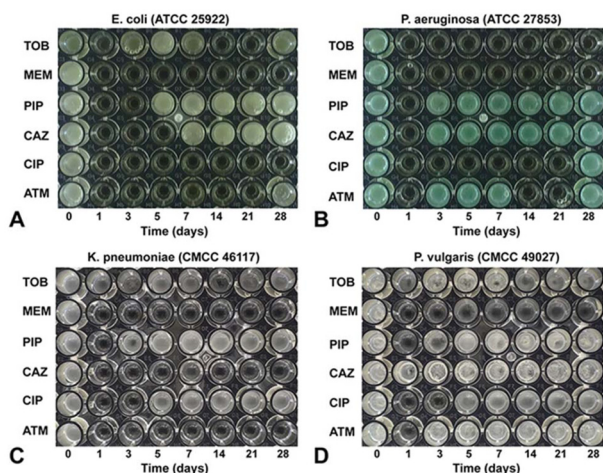 E. coli (ATCC 25922)
TOB
MEM
PIP
CAZ
CIP
ATM
A
0 1 3 5 7 14 21 28
Time (days)
P. aeruginosa (ATCC 27853)
TOB
MEM
PIP
CAZ
CIP
ATM
B
0 1 3 5 7 14 21 28
Time (days)
K. pneumoniae (CMCC 46117)
TOB
MEM
PIP
CAZ
CIP
ATM
C
0 1 3 5 7 14 21 28
Time (days)
P. vulgaris (CMCC 49027)
TOB
MEM
PIP
CAZ
CIP
ATM
D
0 1 3 5 7 14 21 28
Time (days)